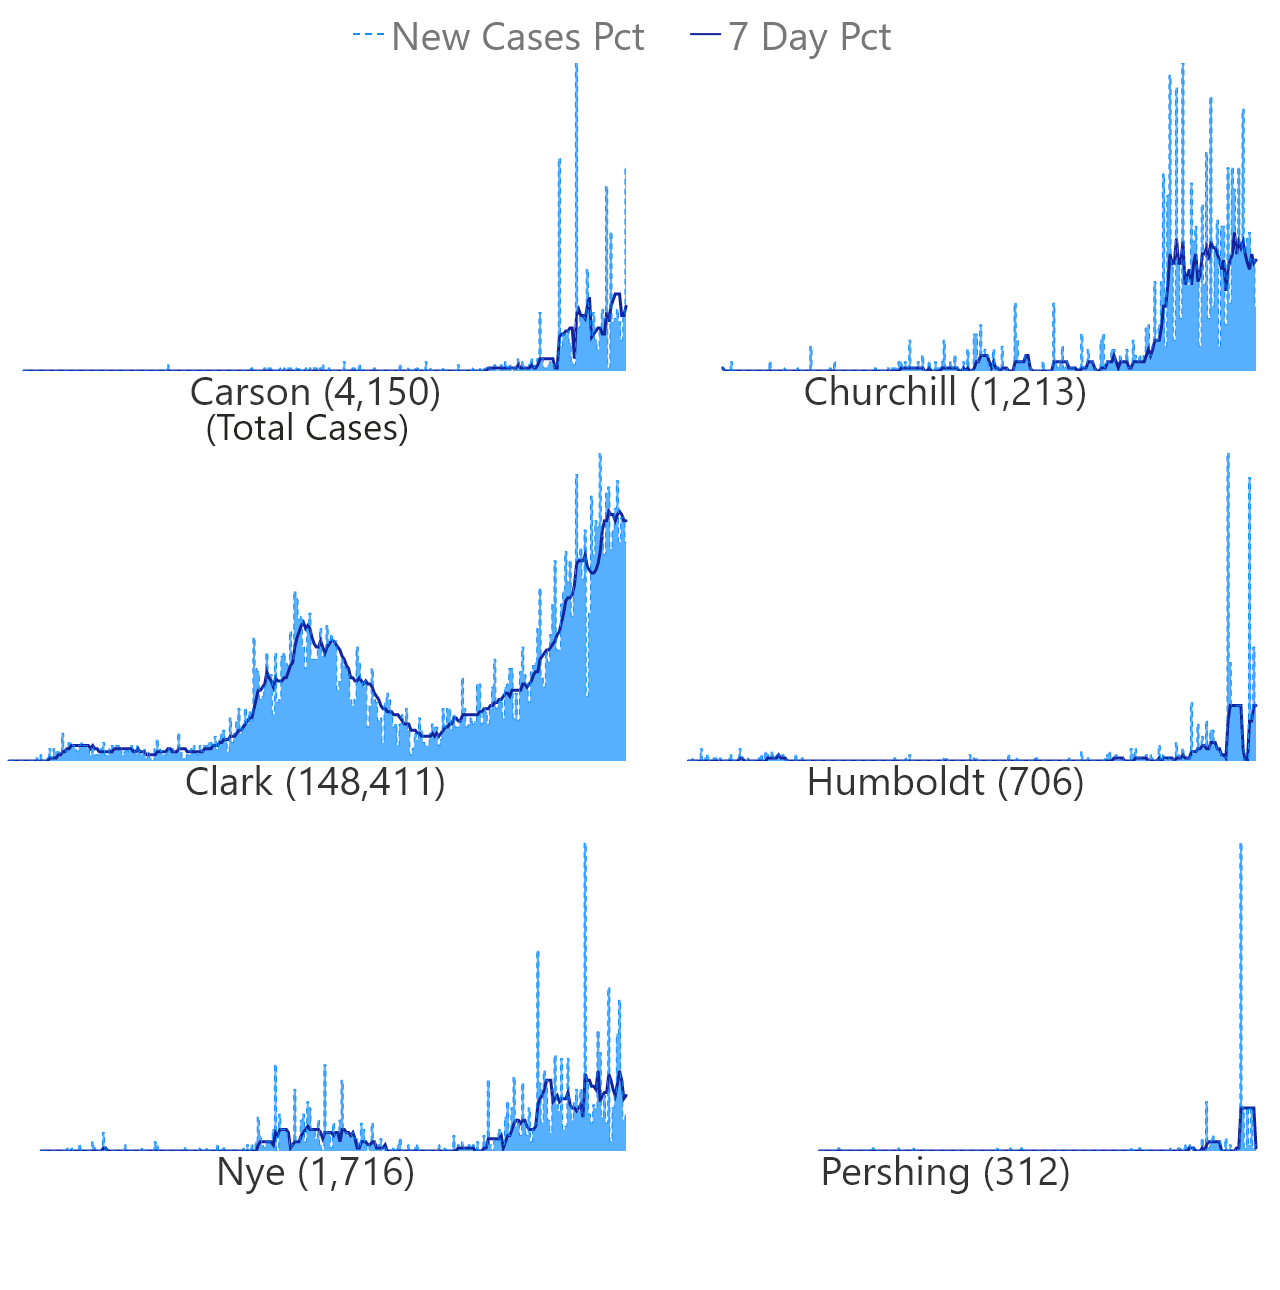 New Cases Pct 7 Day Pct
Carson (4,150) Churchill (1,213)
(Total Cases)
Clark (148,411) Humboldt (706)
Nye (1,716) Pershing (312)